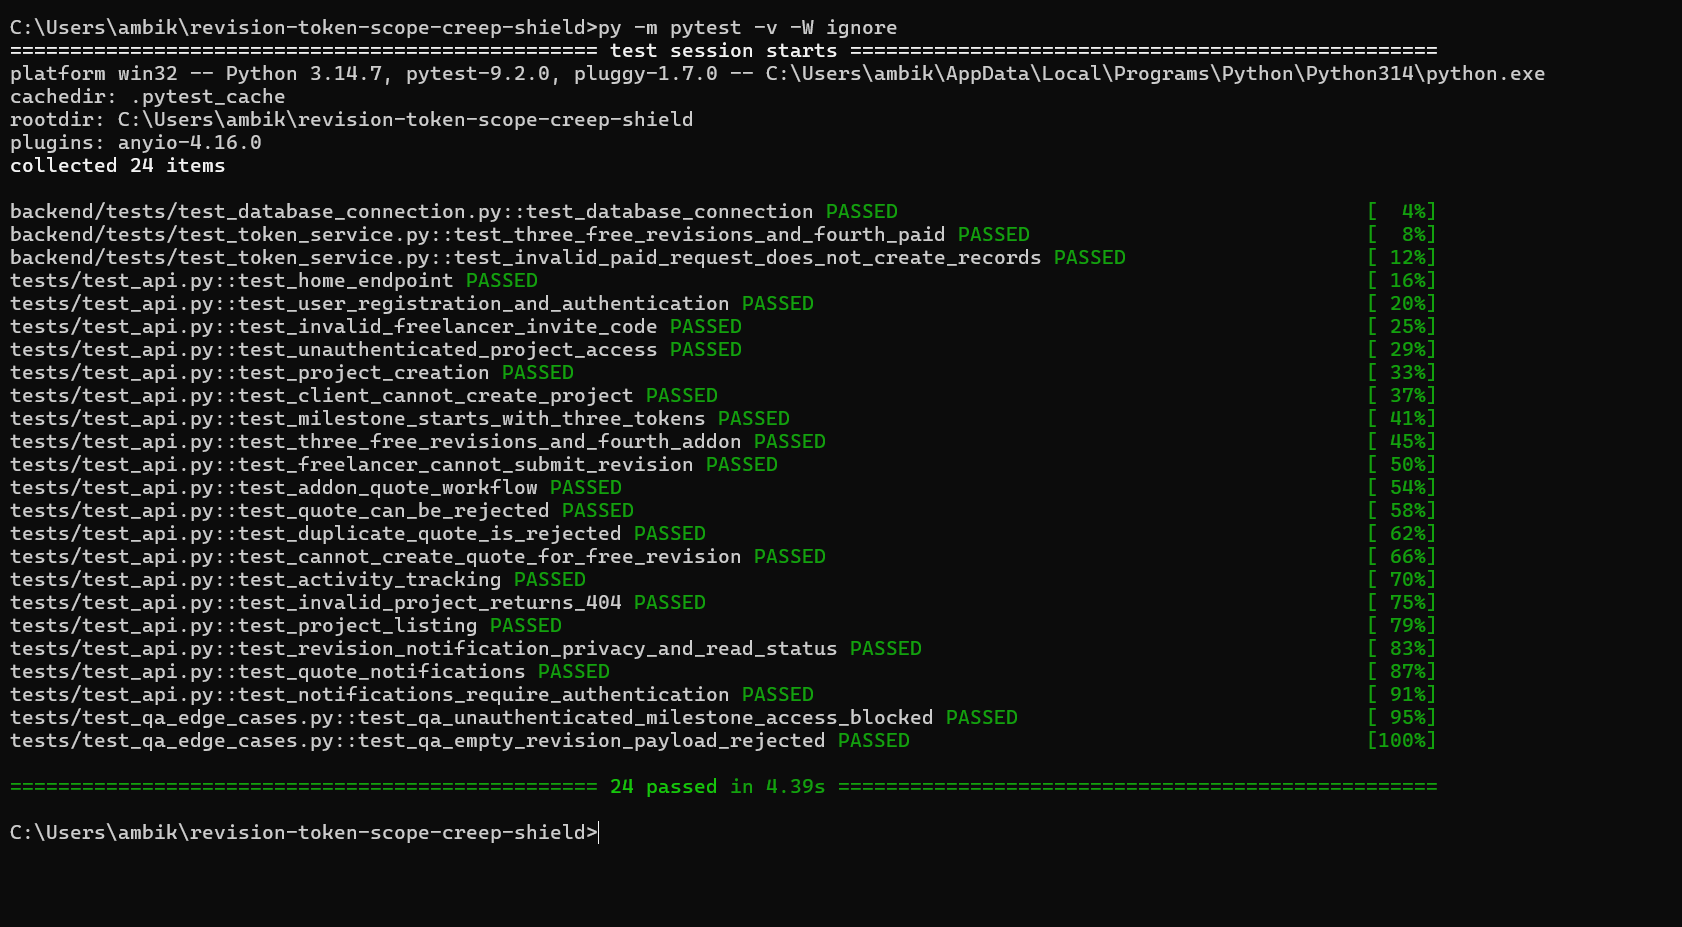 C:\Users\ambik\revision-token-scope-creep-shield>py -m pytest -v -W ignore
================================================= test session starts =================================================
platform win32 -- Python 3.14.7, pytest-9.2.0, pluggy-1.7.0 -- C:\Users\ambik\AppData\Local\Programs\Python\Python314\python.exe
cachedir: .pytest_cache
rootdir: C:\Users\ambik\revision-token-scope-creep-shield
plugins: anyio-4.16.0
collected 24 items

backend/tests/test_database_connection.py::test_database_connection PASSED [  4%]
backend/tests/test_token_service.py::test_three_free_revisions_and_fourth_paid PASSED [  8%]
backend/tests/test_token_service.py::test_invalid_paid_request_does_not_create_records PASSED [ 12%]
tests/test_api.py::test_home_endpoint PASSED [ 16%]
tests/test_api.py::test_user_registration_and_authentication PASSED [ 20%]
tests/test_api.py::test_invalid_freelancer_invite_code PASSED [ 25%]
tests/test_api.py::test_unauthenticated_project_access PASSED [ 29%]
tests/test_api.py::test_project_creation PASSED [ 33%]
tests/test_api.py::test_client_cannot_create_project PASSED [ 37%]
tests/test_api.py::test_milestone_starts_with_three_tokens PASSED [ 41%]
tests/test_api.py::test_three_free_revisions_and_fourth_addon PASSED [ 45%]
tests/test_api.py::test_freelancer_cannot_submit_revision PASSED [ 50%]
tests/test_api.py::test_addon_quote_workflow PASSED [ 54%]
tests/test_api.py::test_quote_can_be_rejected PASSED [ 58%]
tests/test_api.py::test_duplicate_quote_is_rejected PASSED [ 62%]
tests/test_api.py::test_cannot_create_quote_for_free_revision PASSED [ 66%]
tests/test_api.py::test_activity_tracking PASSED [ 70%]
tests/test_api.py::test_invalid_project_returns_404 PASSED [ 75%]
tests/test_api.py::test_project_listing PASSED [ 79%]
tests/test_api.py::test_revision_notification_privacy_and_read_status PASSED [ 83%]
tests/test_api.py::test_quote_notifications PASSED [ 87%]
tests/test_api.py::test_notifications_require_authentication PASSED [ 91%]
tests/test_qa_edge_cases.py::test_qa_unauthenticated_milestone_access_blocked PASSED [ 95%]
tests/test_qa_edge_cases.py::test_qa_empty_revision_payload_rejected PASSED [100%]

================================================= 24 passed in 4.39s ==================================================

C:\Users\ambik\revision-token-scope-creep-shield>